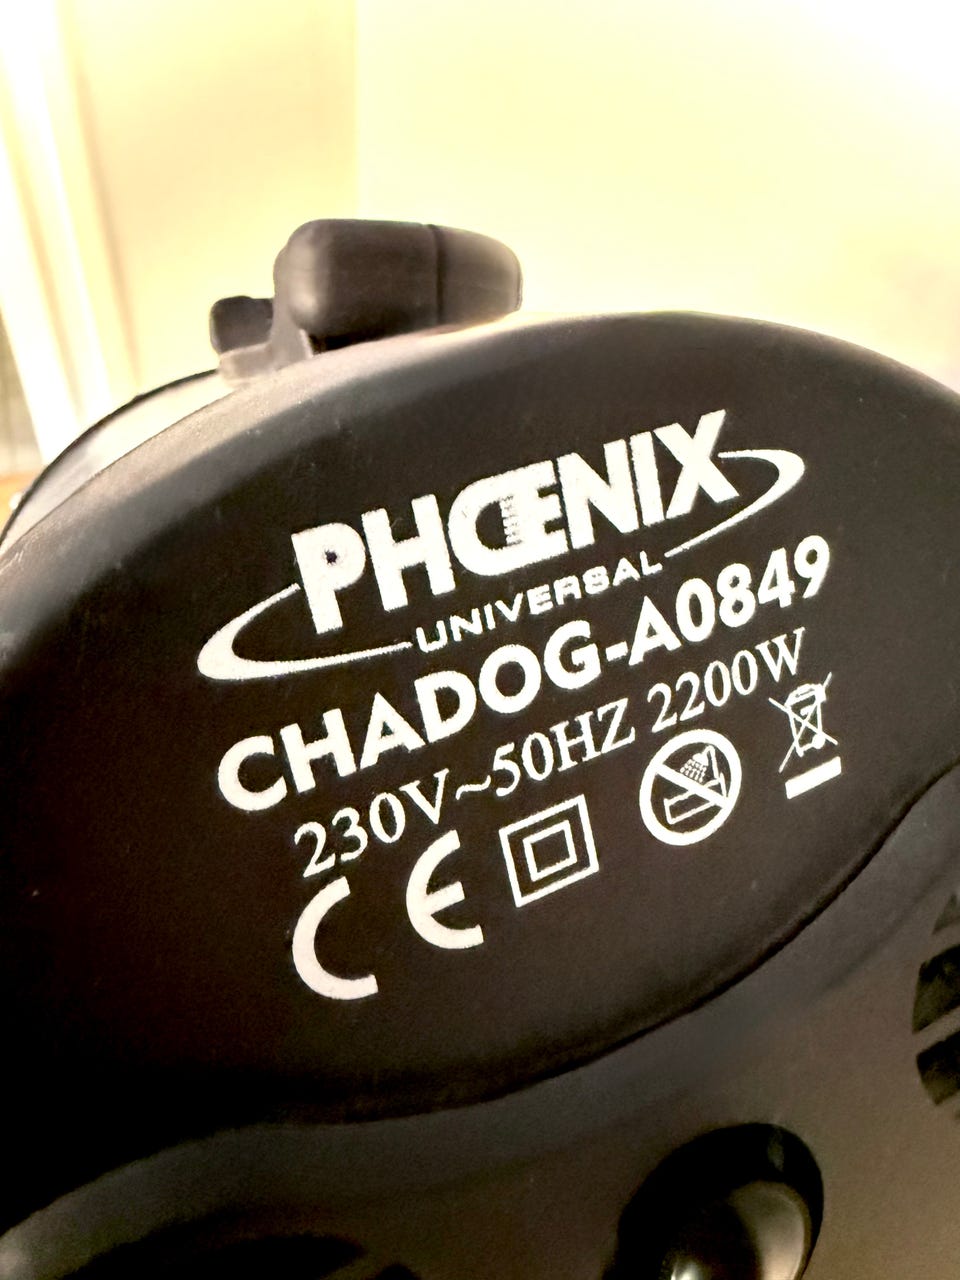 PHŒNIX
UNIVERSAL
CHADOG-A0849
230V~50HZ 2200W
CE